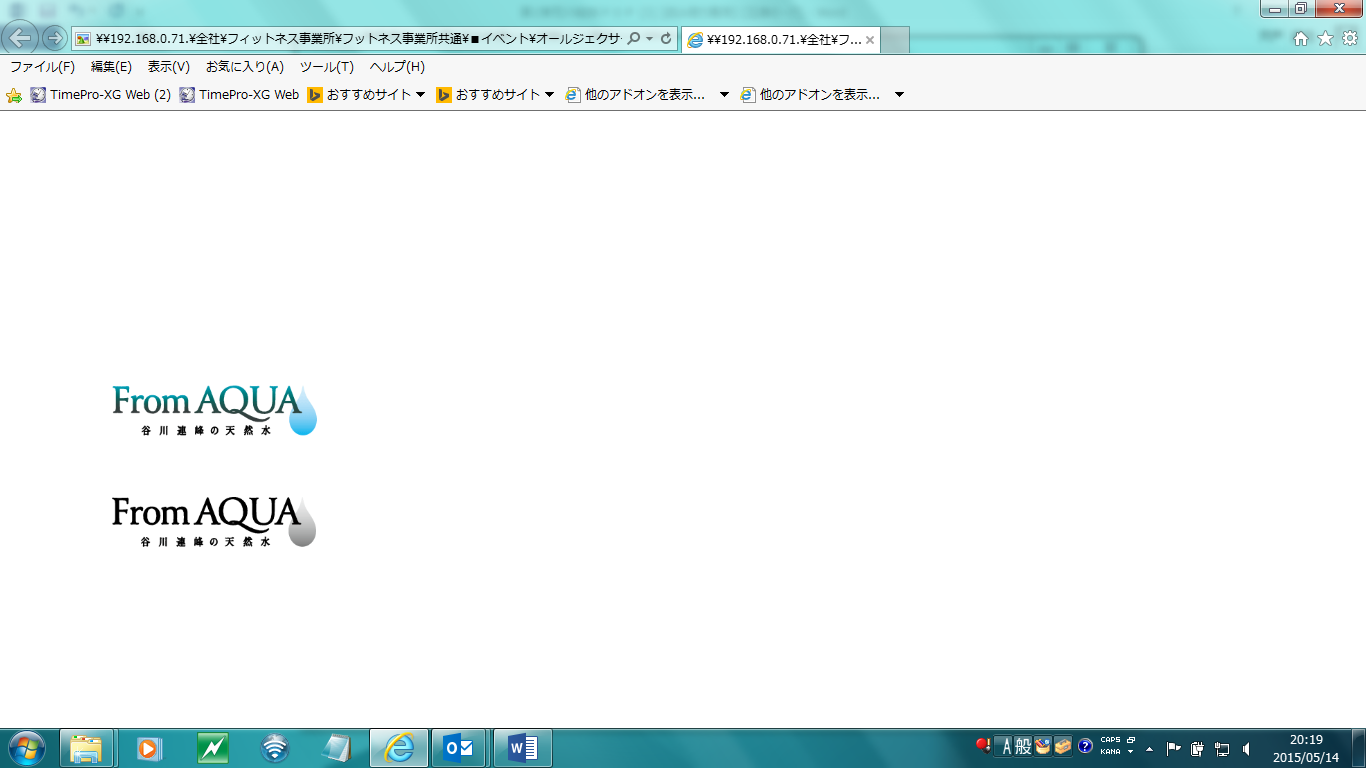 ¥¥192.168.0.71.¥全社¥フィットネス事業所¥フットネス事業所共通¥■イベント¥オールジェクサ
¥¥192.168.0.71.¥全社¥フ...
ファイル(F) 編集(E) 表示(V) お気に入り(A) ツール(T) ヘルプ(H)
TimePro-XG Web (2) TimePro-XG Web おすすめサイト おすすめサイト 他のアドオンを表示... 他のアドオンを表示...
From AQUA
谷川連峰の天然水
From AQUA
谷川連峰の天然水
A 般 CAPS
KANA
20:19
2015/05/14